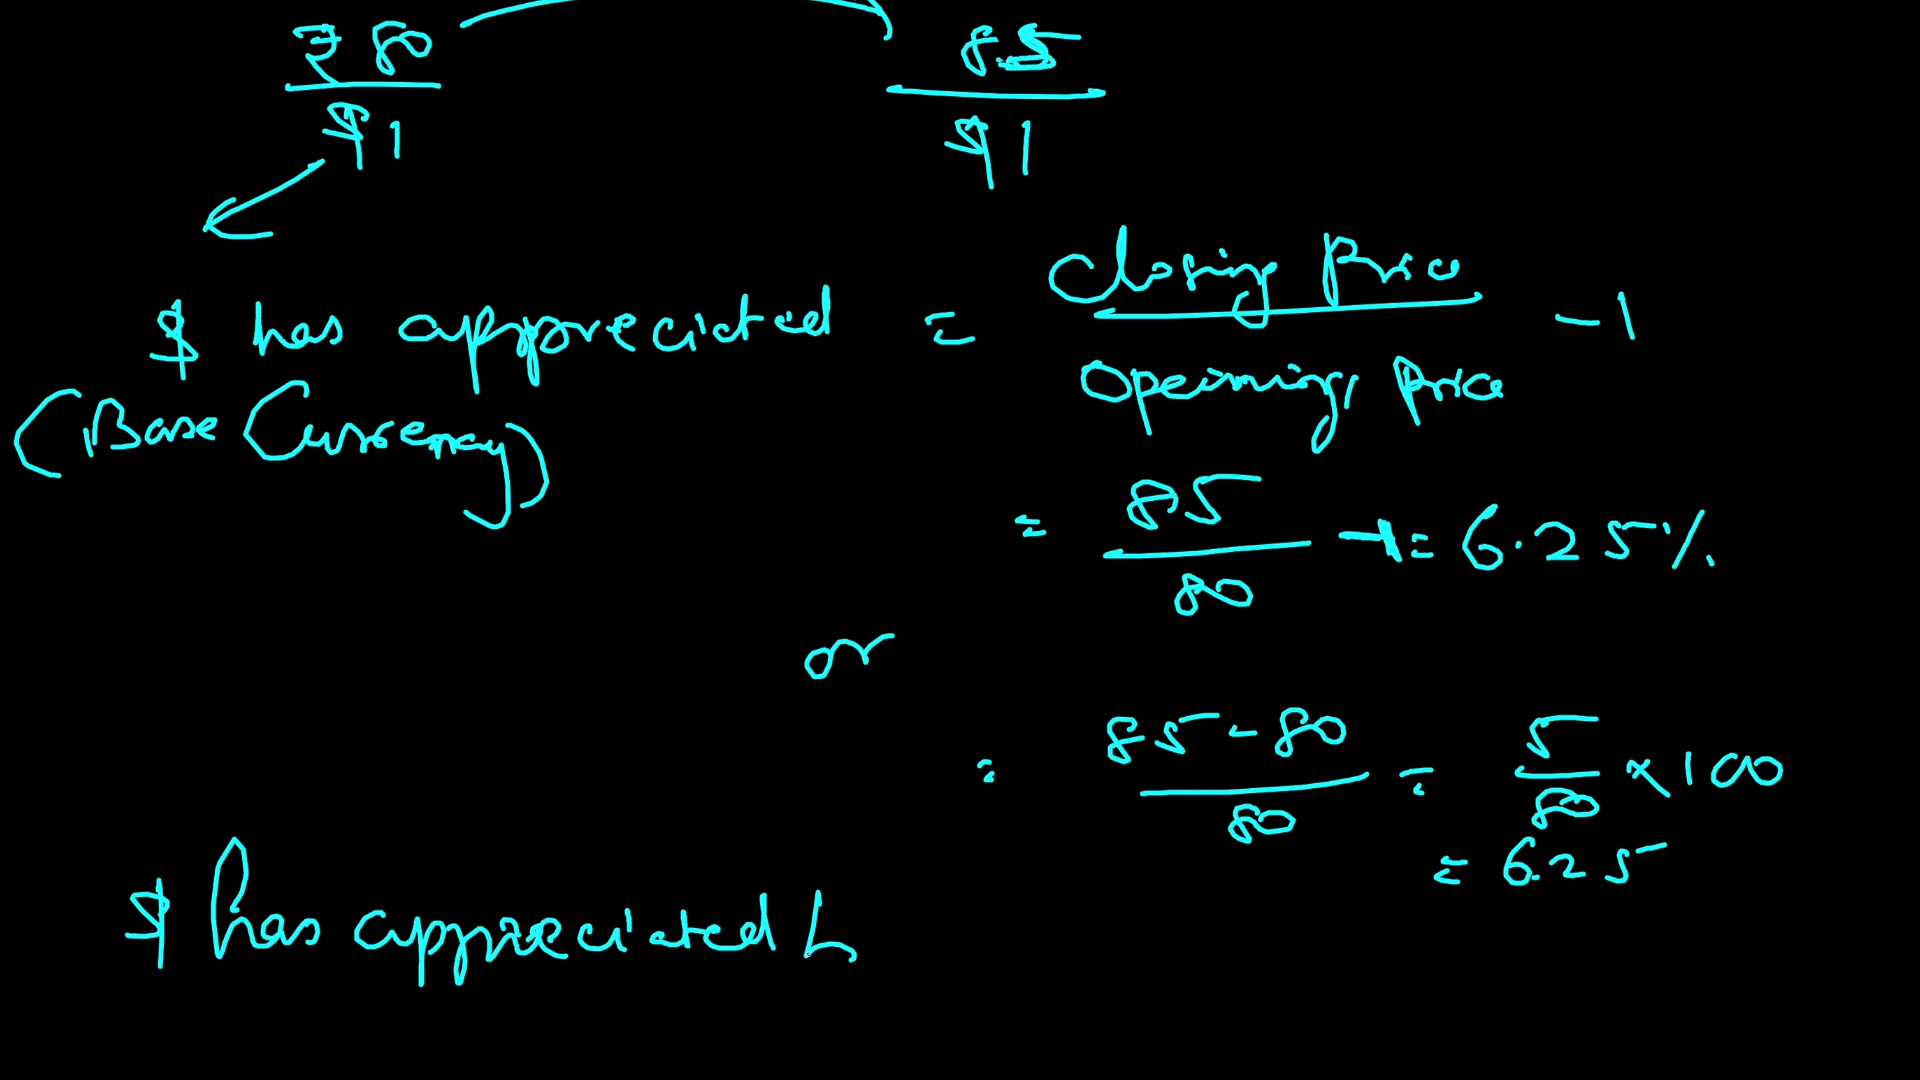 ₹ 80 85
$ 1 $ 1
$ has appreciated = Closing Price / Opening Price - 1
(Base Currency)
= 85 / 80 - 1 = 6.25%
or
= 85 - 80 / 80 = 5 / 80 × 100
= 6.25
$ has appreciated b